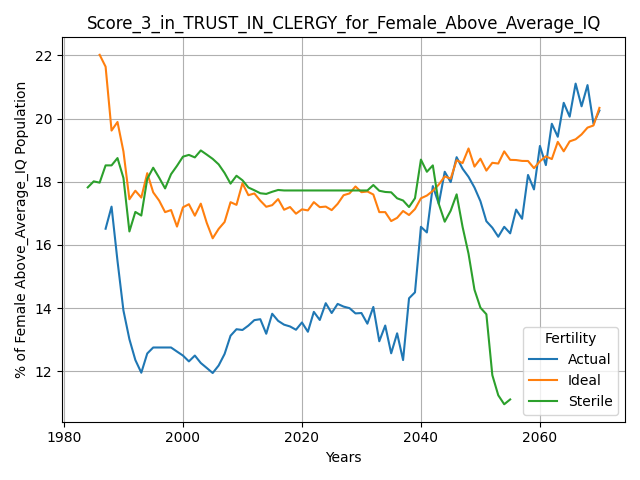 Score_3_in_TRUST_IN_CLERGY_for_Female_Above_Average_IQ
% of Female Above_Average_IQ Population
22
20
18
16
14
12
1980
2000
2020
2040
2060
Years
Fertility
Actual
Ideal
Sterile